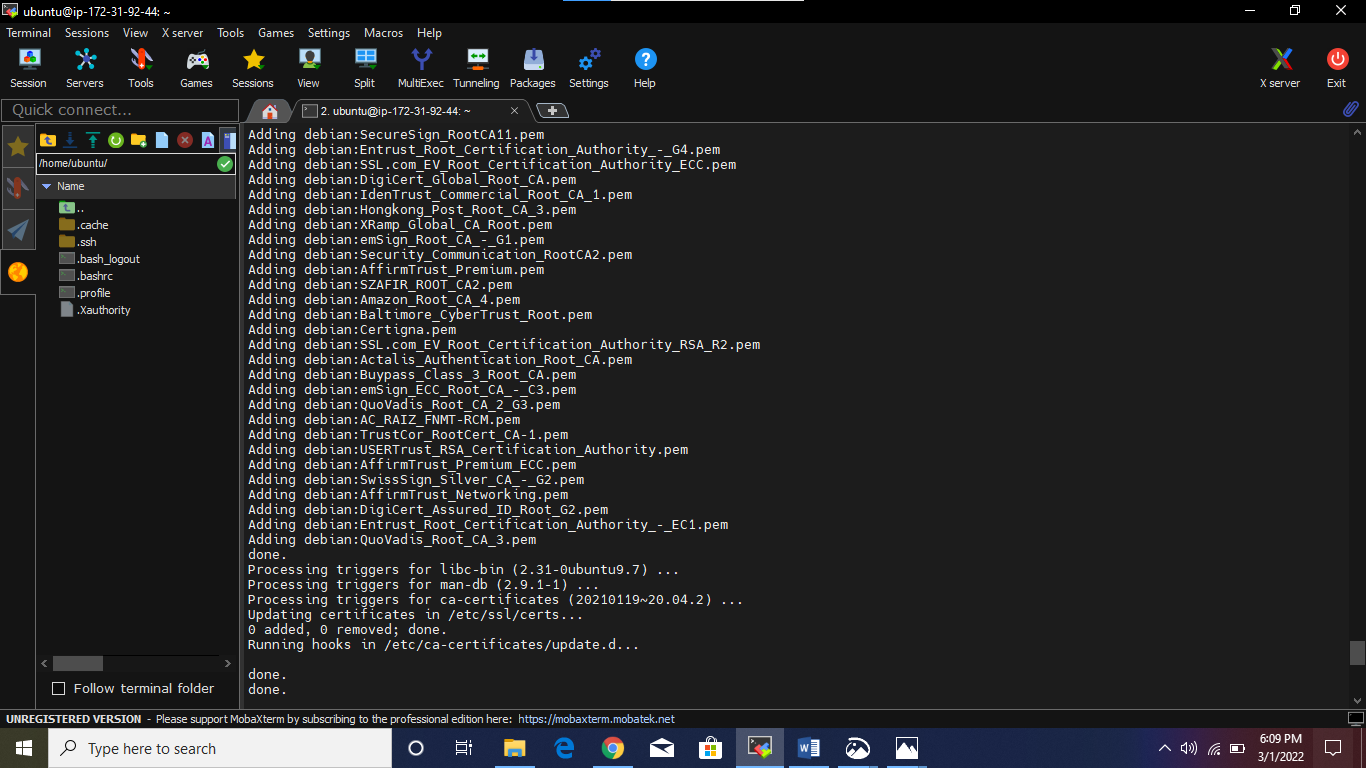 ubuntu@ip-172-31-92-44: ~
Terminal Sessions View X server Tools Games Settings Macros Help
Session Servers Tools Games Sessions View Split MultiExec Tunneling Packages Settings Help X server Exit
Quick connect...
2. ubuntu@ip-172-31-92-44: ~
/home/ubuntu/
Name
..
.cache
.ssh
.bash_logout
.bashrc
.profile
.Xauthority
Follow terminal folder
Adding debian:SecureSign_RootCA11.pem
Adding debian:Entrust_Root_Certification_Authority_-_G4.pem
Adding debian:SSL.com_EV_Root_Certification_Authority_ECC.pem
Adding debian:DigiCert_Global_Root_CA.pem
Adding debian:IdenTrust_Commercial_Root_CA_1.pem
Adding debian:Hongkong_Post_Root_CA_3.pem
Adding debian:XRamp_Global_CA_Root.pem
Adding debian:emSign_Root_CA_-_G1.pem
Adding debian:Security_Communication_RootCA2.pem
Adding debian:AffirmTrust_Premium.pem
Adding debian:SZAFIR_ROOT_CA2.pem
Adding debian:Amazon_Root_CA_4.pem
Adding debian:Baltimore_CyberTrust_Root.pem
Adding debian:Certigna.pem
Adding debian:SSL.com_EV_Root_Certification_Authority_RSA_R2.pem
Adding debian:Actalis_Authentication_Root_CA.pem
Adding debian:Buypass_Class_3_Root_CA.pem
Adding debian:emSign_ECC_Root_CA_-_C3.pem
Adding debian:QuoVadis_Root_CA_2_G3.pem
Adding debian:AC_RAIZ_FNMT-RCM.pem
Adding debian:TrustCor_RootCert_CA-1.pem
Adding debian:USERTrust_RSA_Certification_Authority.pem
Adding debian:AffirmTrust_Premium_ECC.pem
Adding debian:SwissSign_Silver_CA_-_G2.pem
Adding debian:AffirmTrust_Networking.pem
Adding debian:DigiCert_Assured_ID_Root_G2.pem
Adding debian:Entrust_Root_Certification_Authority_-_EC1.pem
Adding debian:QuoVadis_Root_CA_3.pem
done.
Processing triggers for libc-bin (2.31-0ubuntu9.7) ...
Processing triggers for man-db (2.9.1-1) ...
Processing triggers for ca-certificates (20210119~20.04.2) ...
Updating certificates in /etc/ssl/certs...
0 added, 0 removed; done.
Running hooks in /etc/ca-certificates/update.d...
done.
done.
UNREGISTERED VERSION - Please support MobaXterm by subscribing to the professional edition here: https://mobaxterm.mobatek.net
Type here to search
6:09 PM
3/1/2022